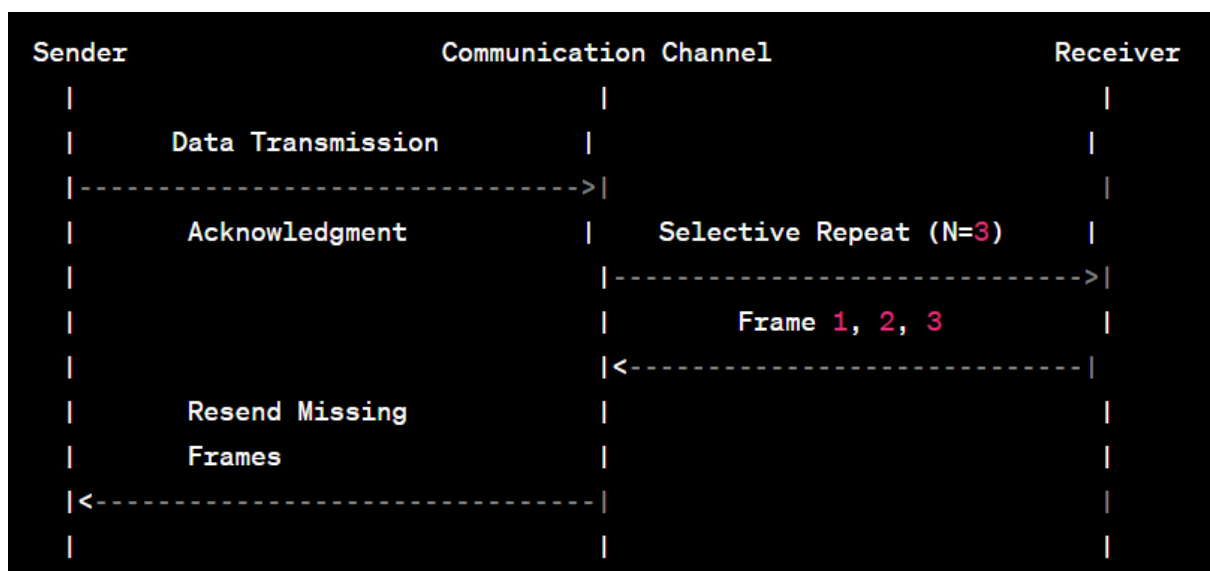 Sender Communication Channel Receiver
| | |
| Data Transmission | |
|-------------------------------->| |
| Acknowledgment | Selective Repeat (N=3) |
| |------------------------------>|
| | Frame 1, 2, 3 |
| |<-----------------------------|
| Resend Missing | |
| Frames | |
|<--------------------------------| |
| | |